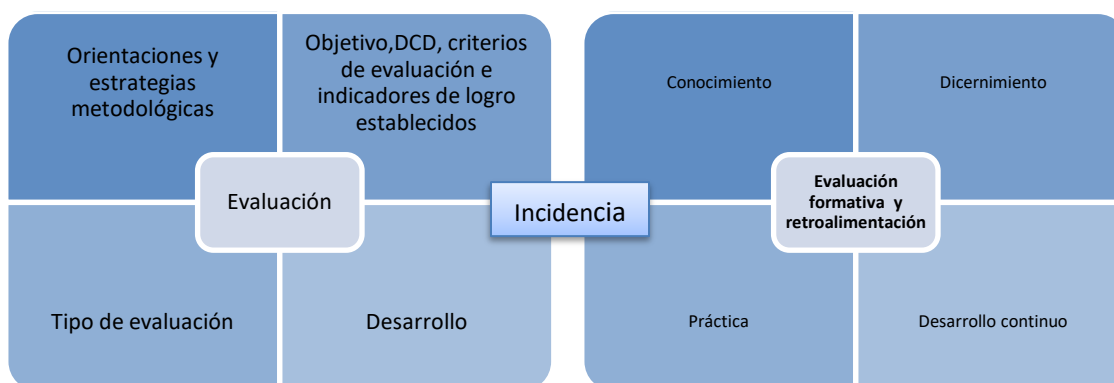 Orientaciones y
estrategias
metodológicas
Objetivo,DCD, criterios
de evaluación e
indicadores de logro
establecidos
Evaluación
Tipo de evaluación
Desarrollo
Incidencia
Conocimiento
Dicernimiento
Evaluación
formativa y
retroalimentación
Práctica
Desarrollo continuo